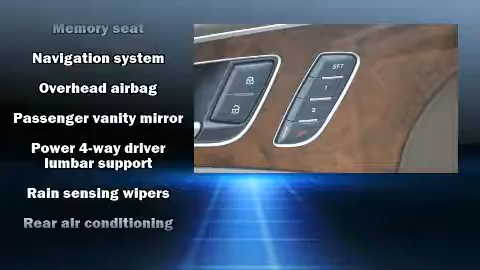 Memory seat
Navigation system
Overhead airbag
Passenger vanity mirror
Power 4-way driver
lumbar support
Rain sensing wipers
Rear air conditioning
SET
1
2